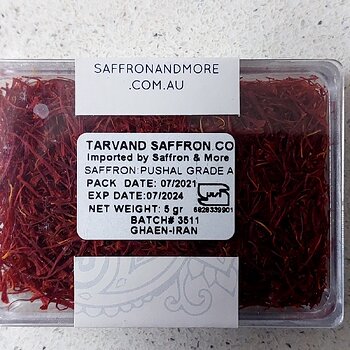 SAFFRONANDMORE
.COM.AU
TARVAND SAFFRON.CO
Imported by Saffron & More
SAFFRON:PUSHAL GRADE A
PACK DATE: 07/2021
EXP DATE:07/2024
NET WEIGHT: 5 gr
6828339901
BATCH# 3511
GHAEN-IRAN